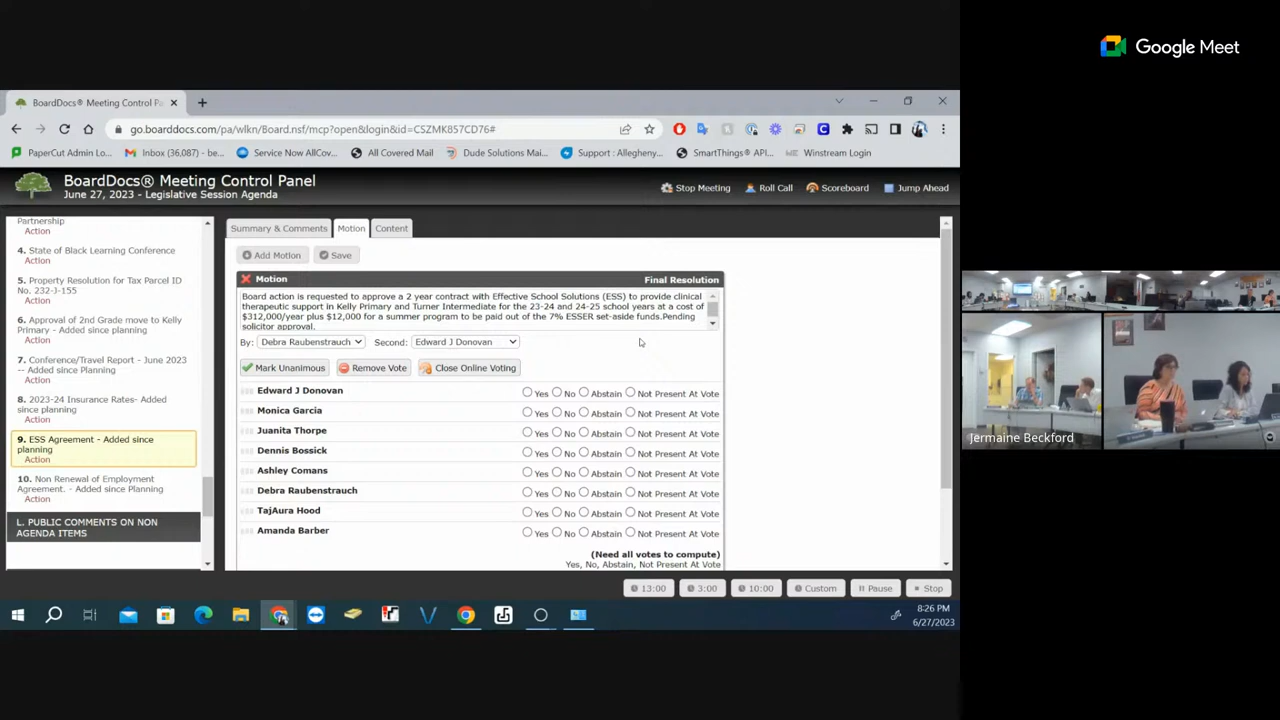 Google Meet
BoardDocs® Meeting Control Pa
go.boarddocs.com/pa/wlkn/Board.nsf/mcp?open&login&id=CSZMK857CD76#
PaperCut Admin Lo...
Inbox (36,087) - be...
Service Now AllCov...
All Covered Mail
Dude Solutions Mai...
Support : Allegheny...
SmartThings® API...
Winstream Login
BoardDocs® Meeting Control Panel
June 27, 2023 - Legislative Session Agenda
Stop Meeting
Roll Call
Scoreboard
Jump Ahead
Partnership
Action
4. State of Black Learning Conference
Action
5. Property Resolution for Tax Parcel ID
No. 232-J-155
Action
6. Approval of 2nd Grade move to Kelly
Primary - Added since planning
Action
7. Conference/Travel Report - June 2023
-- Added since Planning
Action
8. 2023-24 Insurance Rates- Added
since planning
Action
9. ESS Agreement - Added since
planning
Action
10. Non Renewal of Employment
Agreement. - Added since Planning
Action
L. PUBLIC COMMENTS ON NON
AGENDA ITEMS
Summary & Comments
Motion
Content
Add Motion
Save
Motion
Final Resolution
Board action is requested to approve a 2 year contract with Effective School Solutions (ESS) to provide clinical
therapeutic support in Kelly Primary and Turner Intermediate for the 23-24 and 24-25 school years at a cost of
$312,000/year plus $12,000 for a summer program to be paid out of the 7% ESSER set-aside funds.Pending
solicitor approval.
By: Debra Raubenstrauch Second: Edward J Donovan
Mark Unanimous
Remove Vote
Close Online Voting
Edward J Donovan Yes No Abstain Not Present At Vote
Monica Garcia Yes No Abstain Not Present At Vote
Juanita Thorpe Yes No Abstain Not Present At Vote
Dennis Bossick Yes No Abstain Not Present At Vote
Ashley Comans Yes No Abstain Not Present At Vote
Debra Raubenstrauch Yes No Abstain Not Present At Vote
TajAura Hood Yes No Abstain Not Present At Vote
Amanda Barber Yes No Abstain Not Present At Vote
(Need all votes to compute)
Yes, No, Abstain, Not Present At Vote
13:00
3:00
10:00
Custom
Pause
Stop
8:26 PM
6/27/2023
Jermaine Beckford